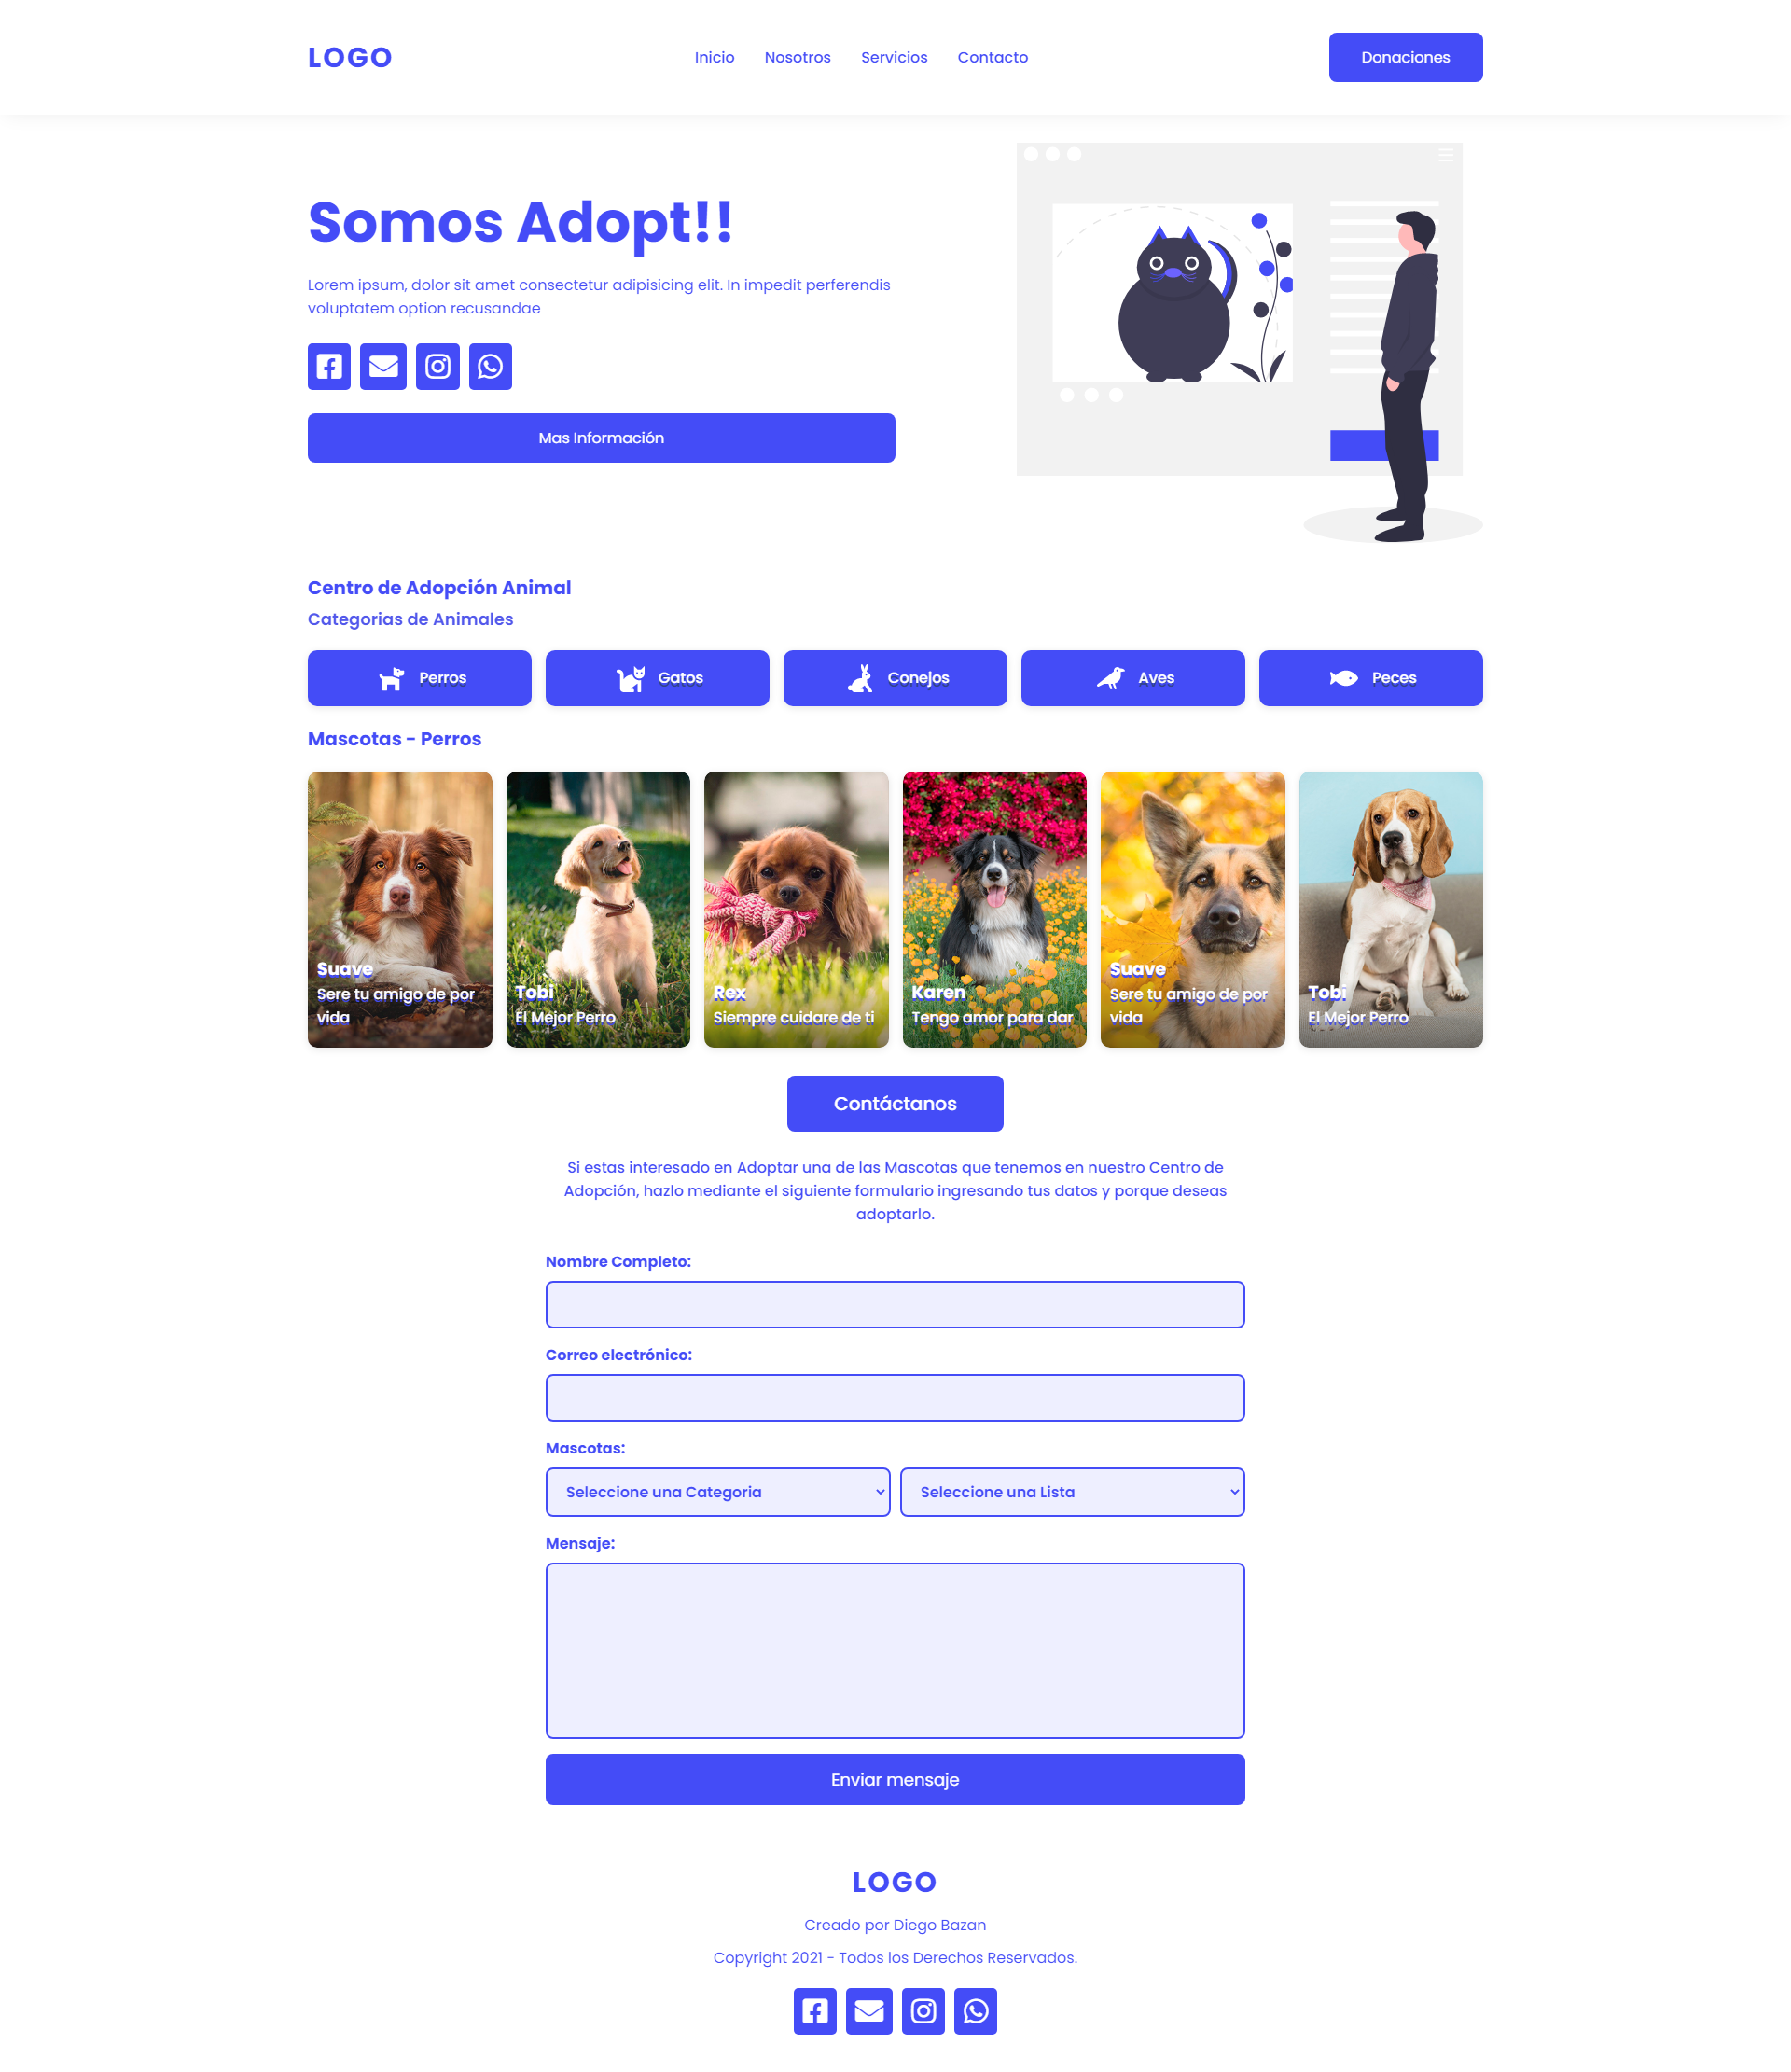 LOGO
Inicio
Nosotros
Servicios
Contacto
Donaciones
Somos Adopt!!
Lorem ipsum, dolor sit amet consectetur adipisicing elit. In impedit perferendis
voluptatem option recusandae
Mas Información
Centro de Adopción Animal
Categorias de Animales
Perros
Gatos
Conejos
Aves
Peces
Mascotas - Perros
Suave
Sere tu amigo de por
vida
Tobi
El Mejor Perro
Rex
Siempre cuidare de ti
Karen
Tengo amor para dar
Suave
Sere tu amigo de por
vida
Tobi
El Mejor Perro
Contáctanos
Si estas interesado en Adoptar una de las Mascotas que tenemos en nuestro Centro de
Adopción, hazlo mediante el siguiente formulario ingresando tus datos y porque deseas
adoptarlo.
Nombre Completo:
Correo electrónico:
Mascotas:
Seleccione una Categoria
Seleccione una Lista
Mensaje:
Enviar mensaje
LOGO
Creado por Diego Bazan
Copyright 2021 - Todos los Derechos Reservados.